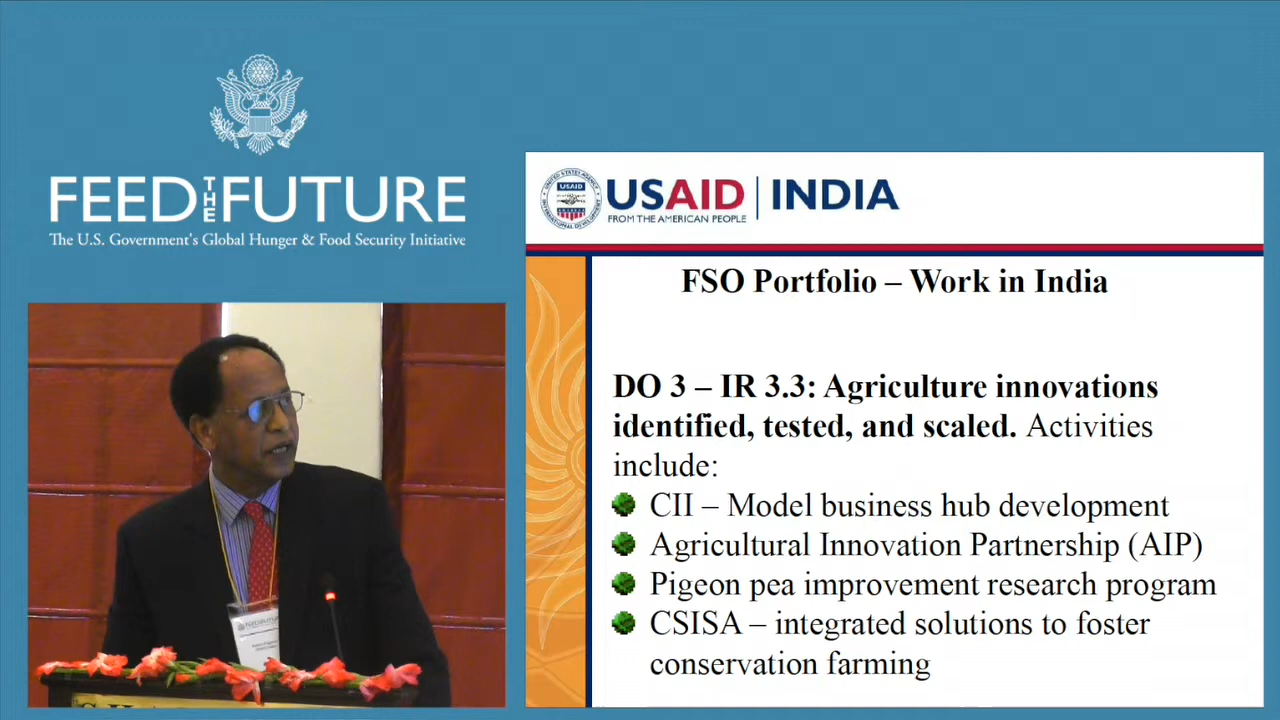 FEED THE FUTURE
The U.S. Government's Global Hunger & Food Security Initiative
USAID
USAID | INDIA
FROM THE AMERICAN PEOPLE
FSO Portfolio – Work in India
DO 3 – IR 3.3: Agriculture innovations
identified, tested, and scaled. Activities
include:
CII – Model business hub development
Agricultural Innovation Partnership (AIP)
Pigeon pea improvement research program
CSISA – integrated solutions to foster
conservation farming